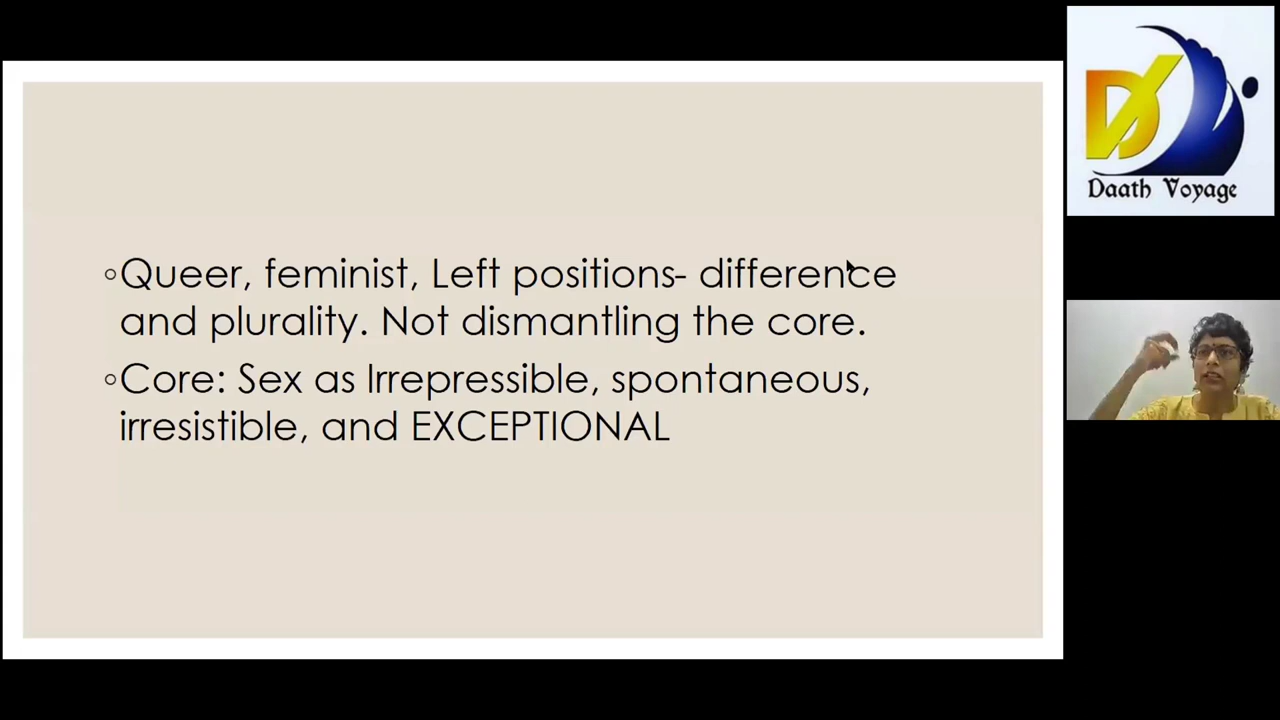 ◦Queer, feminist, Left positions- difference
and plurality. Not dismantling the core.
◦Core: Sex as Irrepressible, spontaneous,
irresistible, and EXCEPTIONAL
D
Daath Voyage